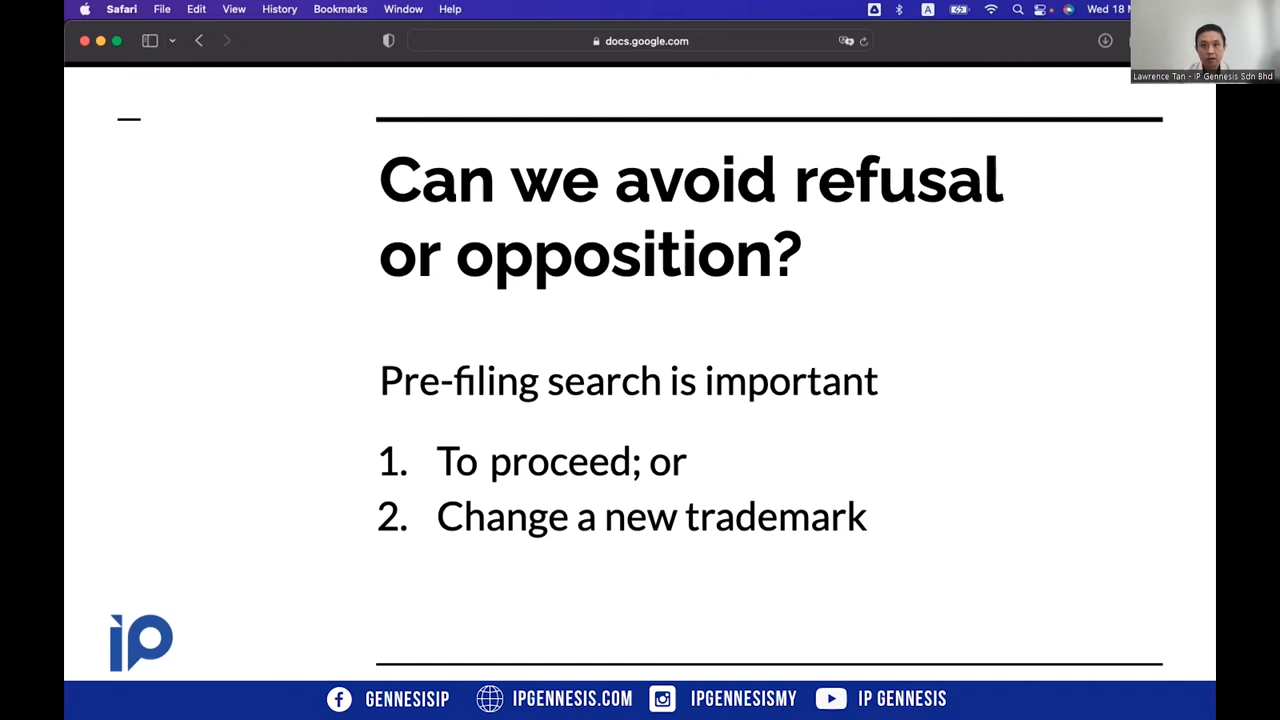 Safari File Edit View History Bookmarks Window Help A Wed 18 M
docs.google.com
Lawrence Tan - IP Gennesis Sdn Bhd
Can we avoid refusal
or opposition?
Pre-filing search is important
1. To proceed; or
2. Change a new trademark
ip
GENNESISIP IPGENNESIS.COM IPGENNESISMY IP GENNESIS